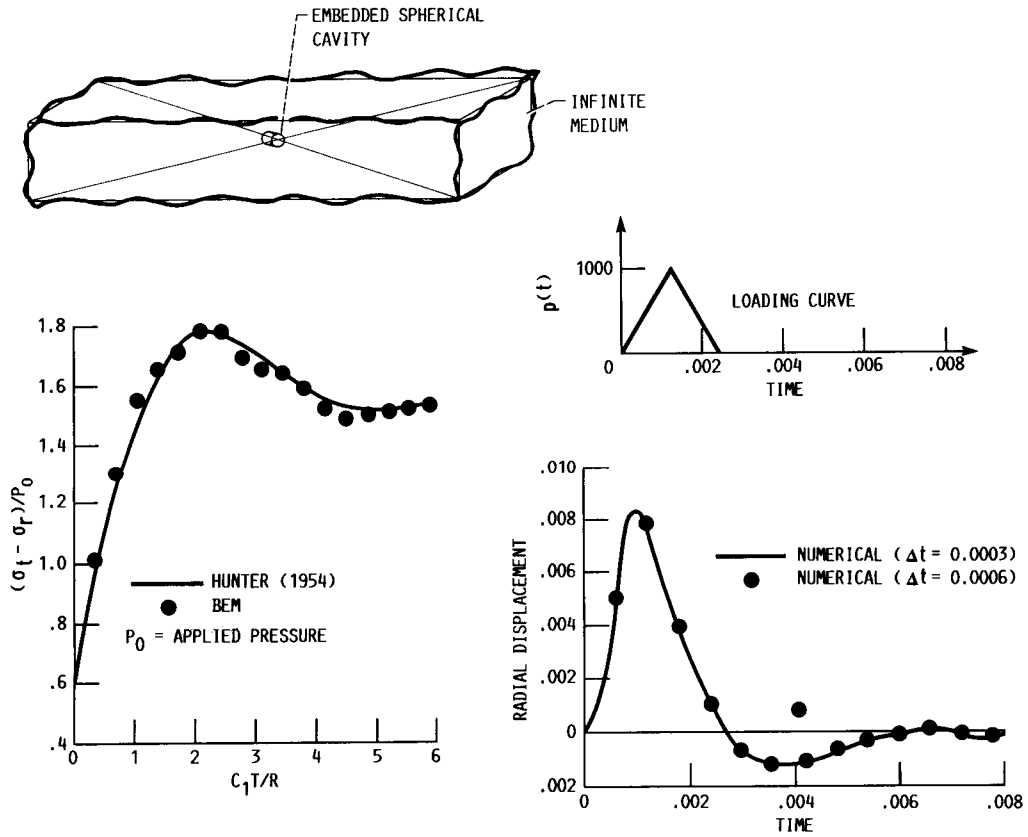 EMBEDDED SPHERICAL
CAVITY
INFINITE
MEDIUM
p(t)
1000
LOADING CURVE
0 .002 .004 .006 .008
TIME
(σt - σr)/P0
1.8
1.6
1.4
1.2
1.0
.8
.6
.4
HUNTER (1954)
BEM
P0 = APPLIED PRESSURE
0 1 2 3 4 5 6
C1T/R
RADIAL DISPLACEMENT
.010
.008
.006
.004
.002
0
.002
NUMERICAL (Δt = 0.0003)
NUMERICAL (Δt = 0.0006)
0 .002 .004 .006 .008
TIME